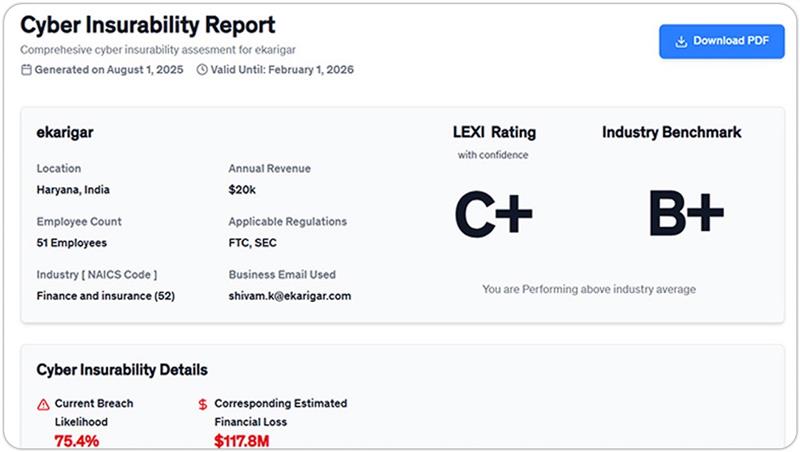 Cyber Insurability Report
Comprehesive cyber insurability assesment for ekarigar
Generated on August 1, 2025 Valid Until: February 1, 2026
Download PDF
ekarigar
Location
Haryana, India
Annual Revenue
$20k
Employee Count
51 Employees
Applicable Regulations
FTC, SEC
Industry [ NAICS Code ]
Finance and insurance (52)
Business Email Used
shivam.k@ekarigar.com
LEXI Rating
with confidence
C+
Industry Benchmark
B+
You are Performing above industry average
Cyber Insurability Details
Current Breach
Likelihood
75.4%
Corresponding Estimated
Financial Loss
$117.8M